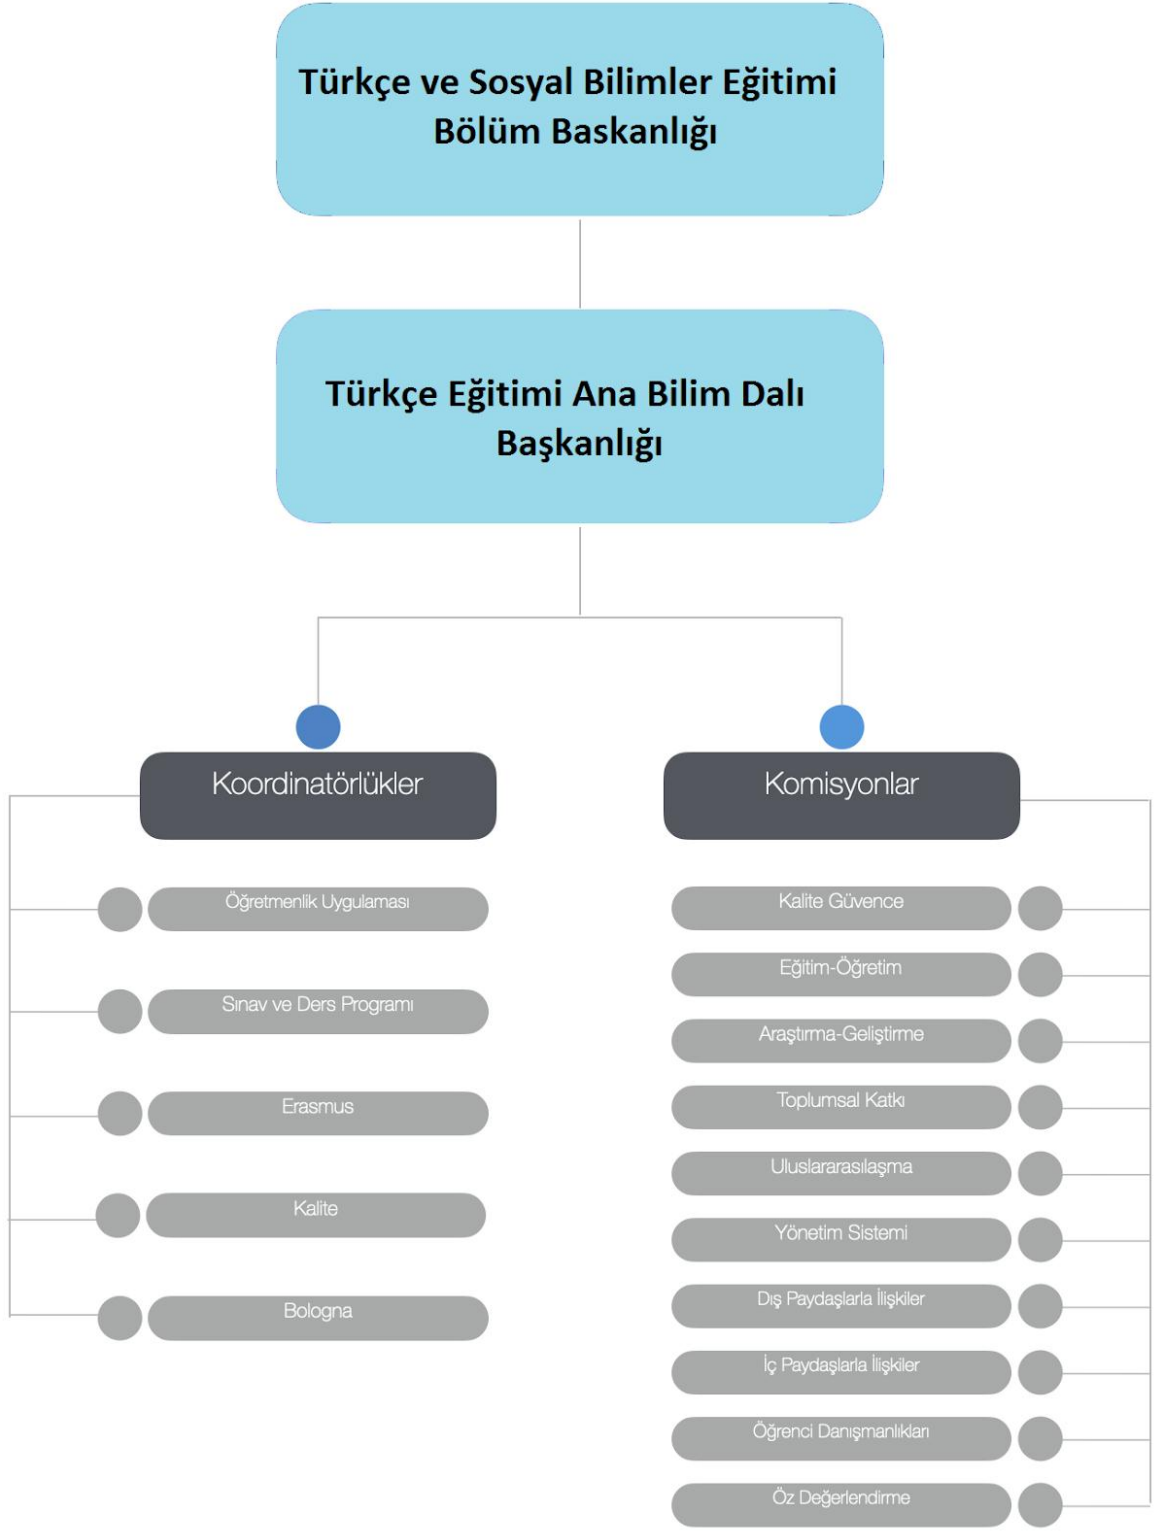 Türkçe ve Sosyal Bilimler Eğitimi
Bölüm Baskanlığı
Türkçe Eğitimi Ana Bilim Dalı
Başkanlığı
Koordinatörlükler
Öğretmenlik Uygulaması
Sınav ve Ders Programı
Erasmus
Kalite
Bologna
Komisyonlar
Kalite Güvence
Eğitim-Öğretim
Araştırma-Geliştirme
Toplumsal Katkı
Uluslararasılaşma
Yönetim Sistemi
Dış Paydaşlarla İlişkiler
İç Paydaşlarla İlişkiler
Öğrenci Danışmanlıkları
Öz Değerlendirme